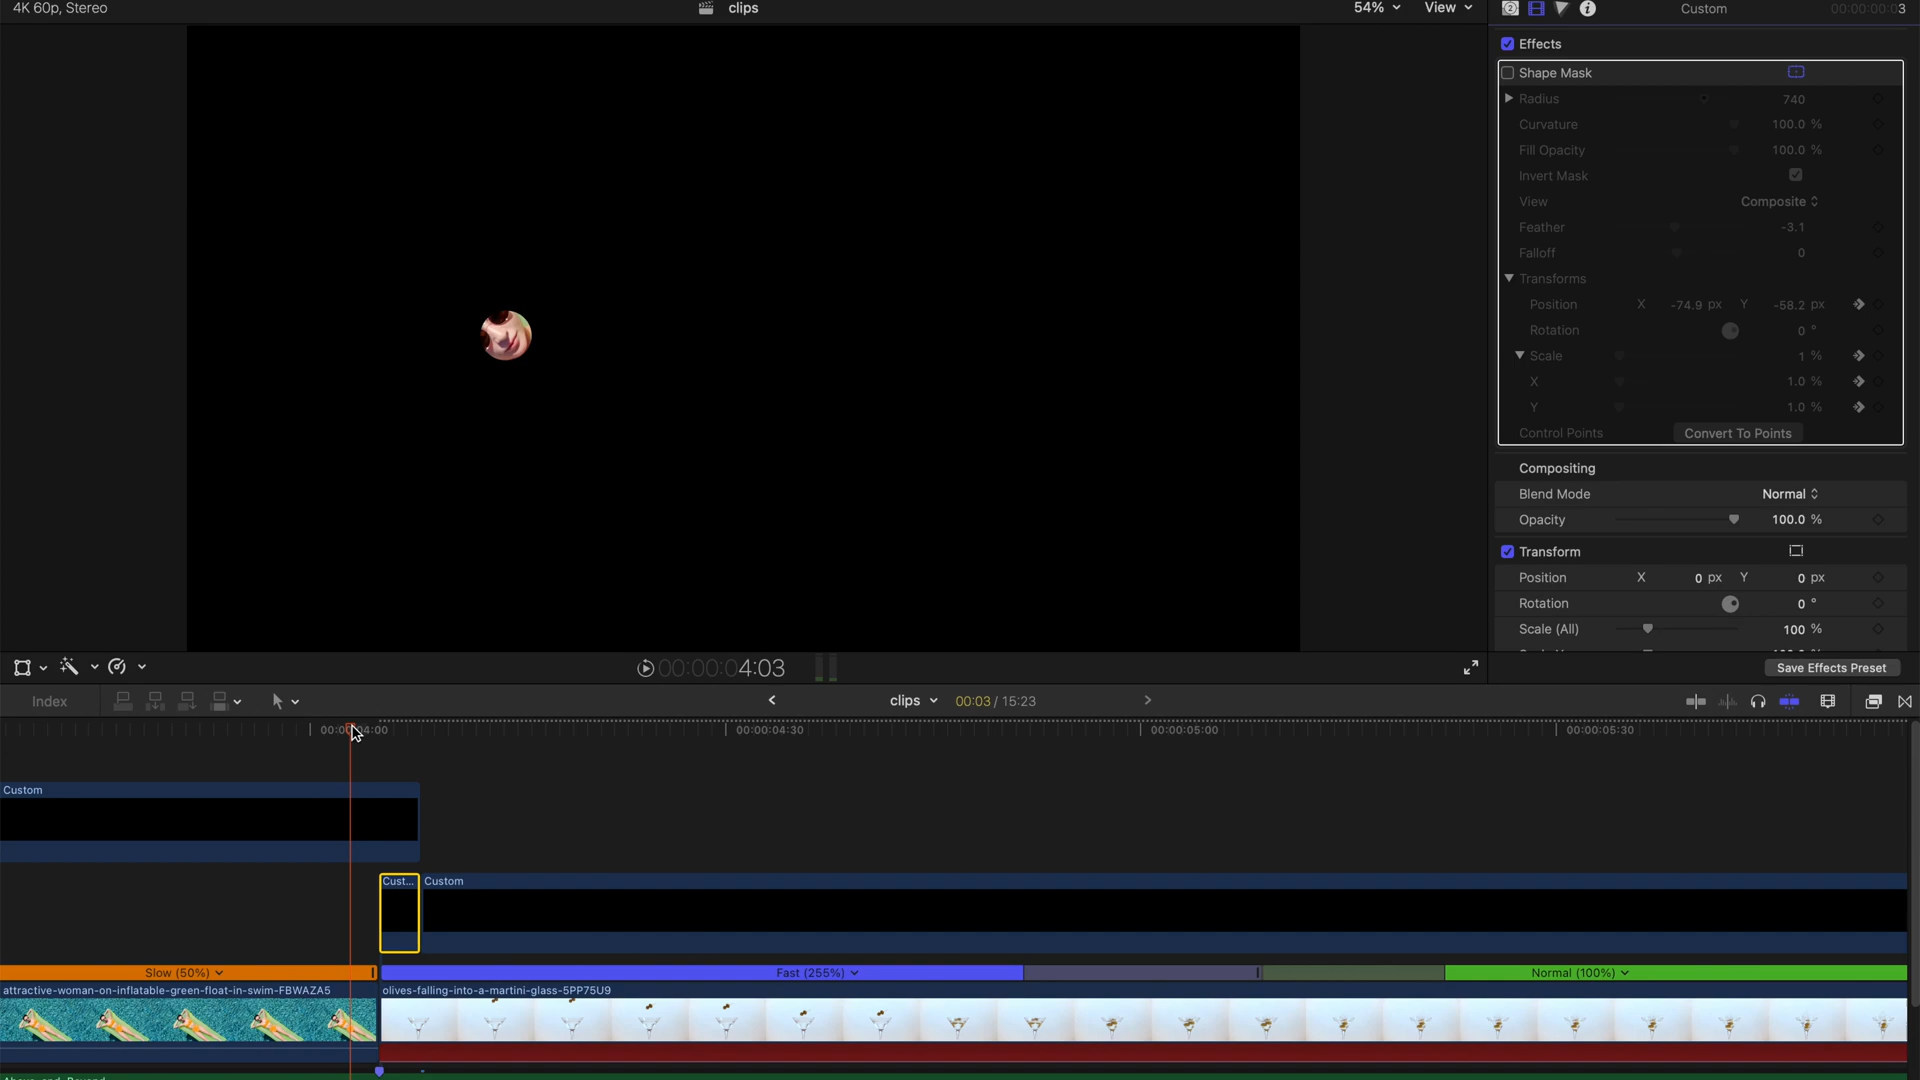 4K 60p, Stereo
clips
54%
View
Custom
00:00:00:03
Effects
Shape Mask
Radius
740
Curvature
100.0 %
Fill Opacity
100.0 %
Invert Mask
View
Composite
Feather
-3.1
Falloff
0
Transforms
Position X -74.9 px Y -58.2 px
Rotation
0 °
Scale
1 %
X
1.0 %
Y
1.0 %
Control Points
Convert To Points
Compositing
Blend Mode
Normal
Opacity
100.0 %
Transform
Position X 0 px Y 0 px
Rotation
0 °
Scale (All)
100 %
00:00:04:03
Save Effects Preset
Index
clips
00:03 / 15:23
00:00:04:30
00:00:05:00
00:00:05:30
Custom
Cust...
Custom
Slow (50%)
Fast (255%)
Normal (100%)
attractive-woman-on-inflatable-green-float-in-swim-FBWAZA5
olives-falling-into-a-martini-glass-5PP75U9